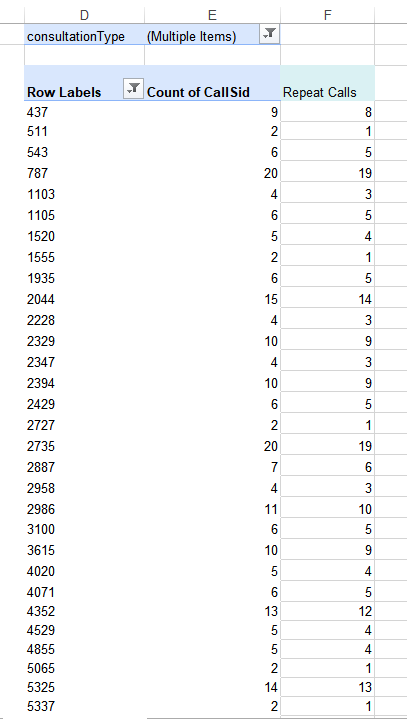 D E F
consultationType (Multiple Items)
Row Labels Count of CallSid Repeat Calls
437 9 8
511 2 1
543 6 5
787 20 19
1103 4 3
1105 6 5
1520 5 4
1555 2 1
1935 6 5
2044 15 14
2228 4 3
2329 10 9
2347 4 3
2394 10 9
2429 6 5
2727 2 1
2735 20 19
2887 7 6
2958 4 3
2986 11 10
3100 6 5
3615 10 9
4020 5 4
4071 6 5
4352 13 12
4529 5 4
4855 5 4
5065 2 1
5325 14 13
5337 2 1